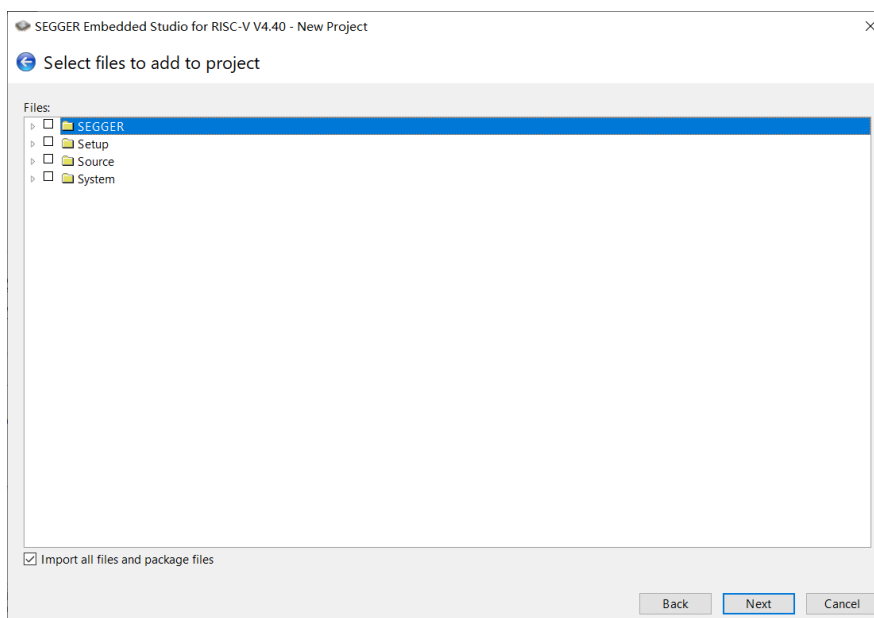 SEGGER Embedded Studio for RISC-V V4.40 - New Project
Select files to add to project
Files:
SEGGER
Setup
Source
System
Import all files and package files
Back Next Cancel